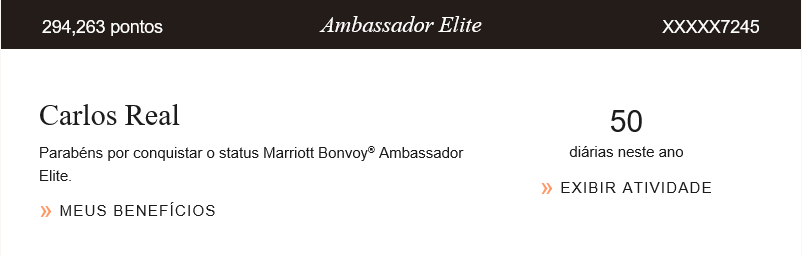 294,263 pontos
Ambassador Elite
XXXXX7245
Carlos Real
Parabéns por conquistar o status Marriott Bonvoy® Ambassador
Elite.
» MEUS BENEFÍCIOS
50
diárias neste ano
» EXIBIR ATIVIDADE